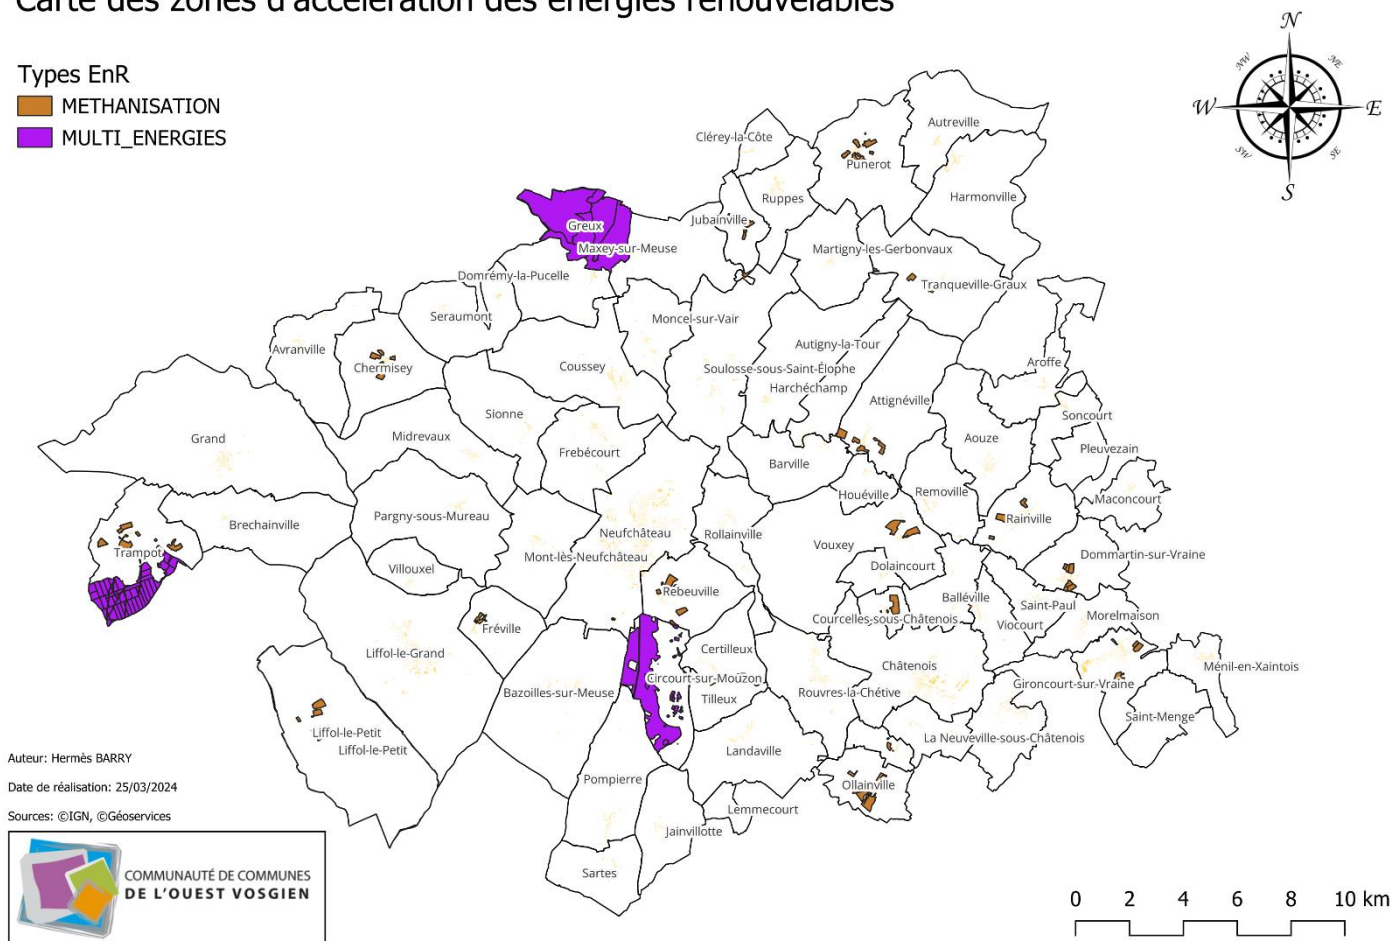 Carte des zones d'accélération des énergies renouvelables
N
NW
NE
W
E
SW
SE
S
Types EnR
METHANISATION
MULTI_ENERGIES
Autreville
Clérey-la-Côte
Punerot
Ruppes
Harmonville
Jubainville
Greux
Maxey-sur-Meuse
Martigny-les-Gerbonvaux
Domrémy-la-Pucelle
Tranqueville-Graux
Seraumont
Moncel-sur-Vair
Autigny-la-Tour
Avranville
Chermisey
Coussey
Soulosse-sous-Saint-Élophe
Aroffe
Harchéchamp
Attignéville
Sionne
Soncourt
Grand
Midrevaux
Aouze
Frebécourt
Pleuvezain
Barville
Houéville
Removille
Maconcourt
Pargny-sous-Mureau
Rainville
Brechainville
Neufchâteau
Rollainville
Vouxey
Trampot
Mont-lès-Neufchâteau
Dommartin-sur-Vraine
Villouxel
Dolaincourt
Rebeuville
Balléville
Saint-Paul
Courcelles-sous-Châtenois
Viocourt
Morelmaison
Fréville
Liffol-le-Grand
Certilleux
Châtenois
Ménil-en-Xaintois
Circourt-sur-Mouzon
Gironcourt-sur-Vraine
Bazoilles-sur-Meuse
Tilleux
Rouvres-la-Chétive
Saint-Menge
Liffol-le-Petit
La Neuveville-sous-Châtenois
Liffol-le-Petit
Landaville
Pompierre
Ollainville
Lemmecourt
Jainvillotte
Sartes
Auteur: Hermès BARRY
Date de réalisation: 25/03/2024
Sources: ©IGN, ©Géoservices
COMMUNAUTÉ DE COMMUNES
DE L'OUEST VOSGIEN
0 2 4 6 8 10 km